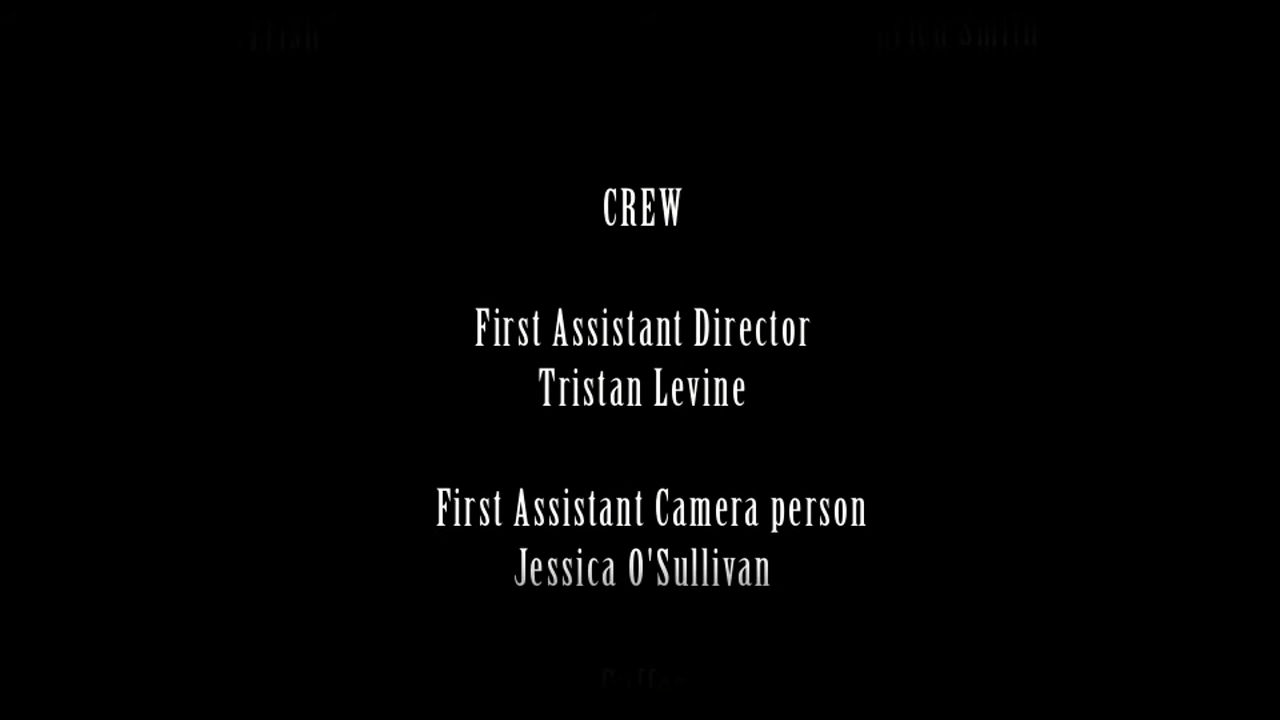 CREW
First Assistant Director
Tristan Levine
First Assistant Camera person
Jessica O'Sullivan